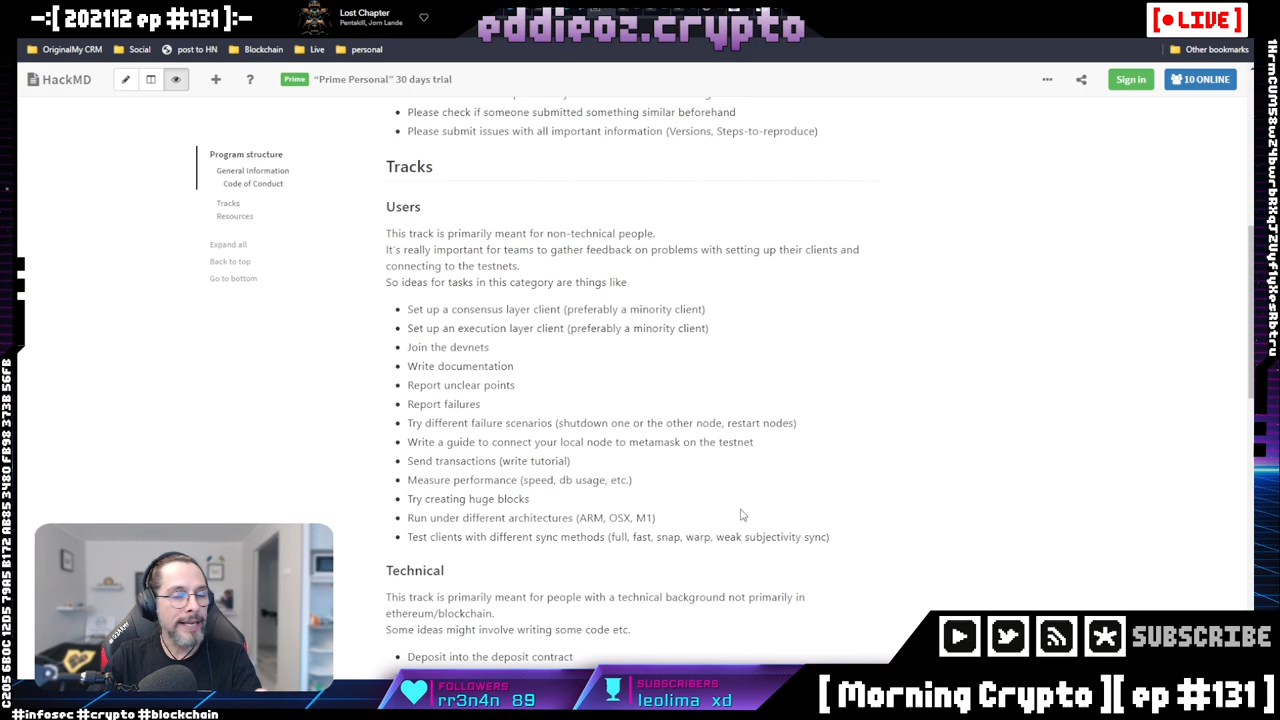 -:[ 202112 ep #131]:-
Lost Chapter
Pentakill, Jorn Lande
eddieoz.crypto
[ LIVE ]
OriginalMy CRM
Social
post to HN
Blockchain
Live
personal
Other bookmarks
HackMD
Prime
“Prime Personal” 30 days trial
Sign in
10 ONLINE
Please check if someone submitted something similar beforehand
Please submit issues with all important information (Versions, Steps-to-reproduce)
Program structure
General Information
Code of Conduct
Tracks
Resources
Expand all
Back to top
Go to bottom
Tracks
Users
This track is primarily meant for non-technical people.
It's really important for teams to gather feedback on problems with setting up their clients and
connecting to the testnets.
So ideas for tasks in this category are things like
Set up a consensus layer client (preferably a minority client)
Set up an execution layer client (preferably a minority client)
Join the devnets
Write documentation
Report unclear points
Report failures
Try different failure scenarios (shutdown one or the other node, restart nodes)
Write a guide to connect your local node to metamask on the testnet
Send transactions (write tutorial)
Measure performance (speed, db usage, etc.)
Try creating huge blocks
Run under different architectures (ARM, OSX, M1)
Test clients with different sync methods (full, fast, snap, warp, weak subjectivity sync)
Technical
This track is primarily meant for people with a technical background not primarily in
ethereum/blockchain.
Some ideas might involve writing some code etc.
Deposit into the deposit contract
SUBSCRIBE
FOLLOWERS
rr3n4n 89
SUBSCRIBERS
leolima xd
[ Morning Crypto ][ ep #131 ]
#infosec #crypto #blockchain